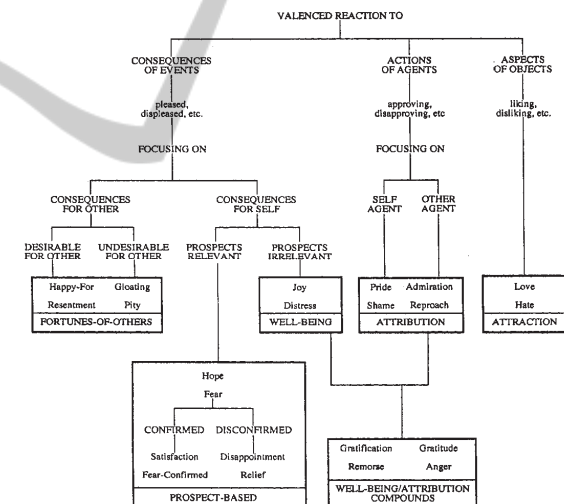 VALENCED REACTION TO
CONSEQUENCES OF EVENTS
ACTIONS OF AGENTS
ASPECTS OF OBJECTS
pleased, displeased, etc.
approving, disapproving, etc
liking, disliking, etc.
FOCUSING ON
FOCUSING ON
CONSEQUENCES FOR OTHER
CONSEQUENCES FOR SELF
SELF AGENT
OTHER AGENT
DESIRABLE FOR OTHER
UNDESIRABLE FOR OTHER
PROSPECTS RELEVANT
PROSPECTS IRRELEVANT
Happy-For Gloating
Resentment Pity
FORTUNES-OF-OTHERS
Joy
Distress
WELL-BEING
Pride Admiration
Shame Reproach
ATTRIBUTION
Love
Hate
ATTRACTION
Hope
Fear
CONFIRMED DISCONFIRMED
Satisfaction Disappointment
Fear-Confirmed Relief
PROSPECT-BASED
Gratification Gratitude
Remorse Anger
WELL-BEING/ATTRIBUTION
COMPOUNDS